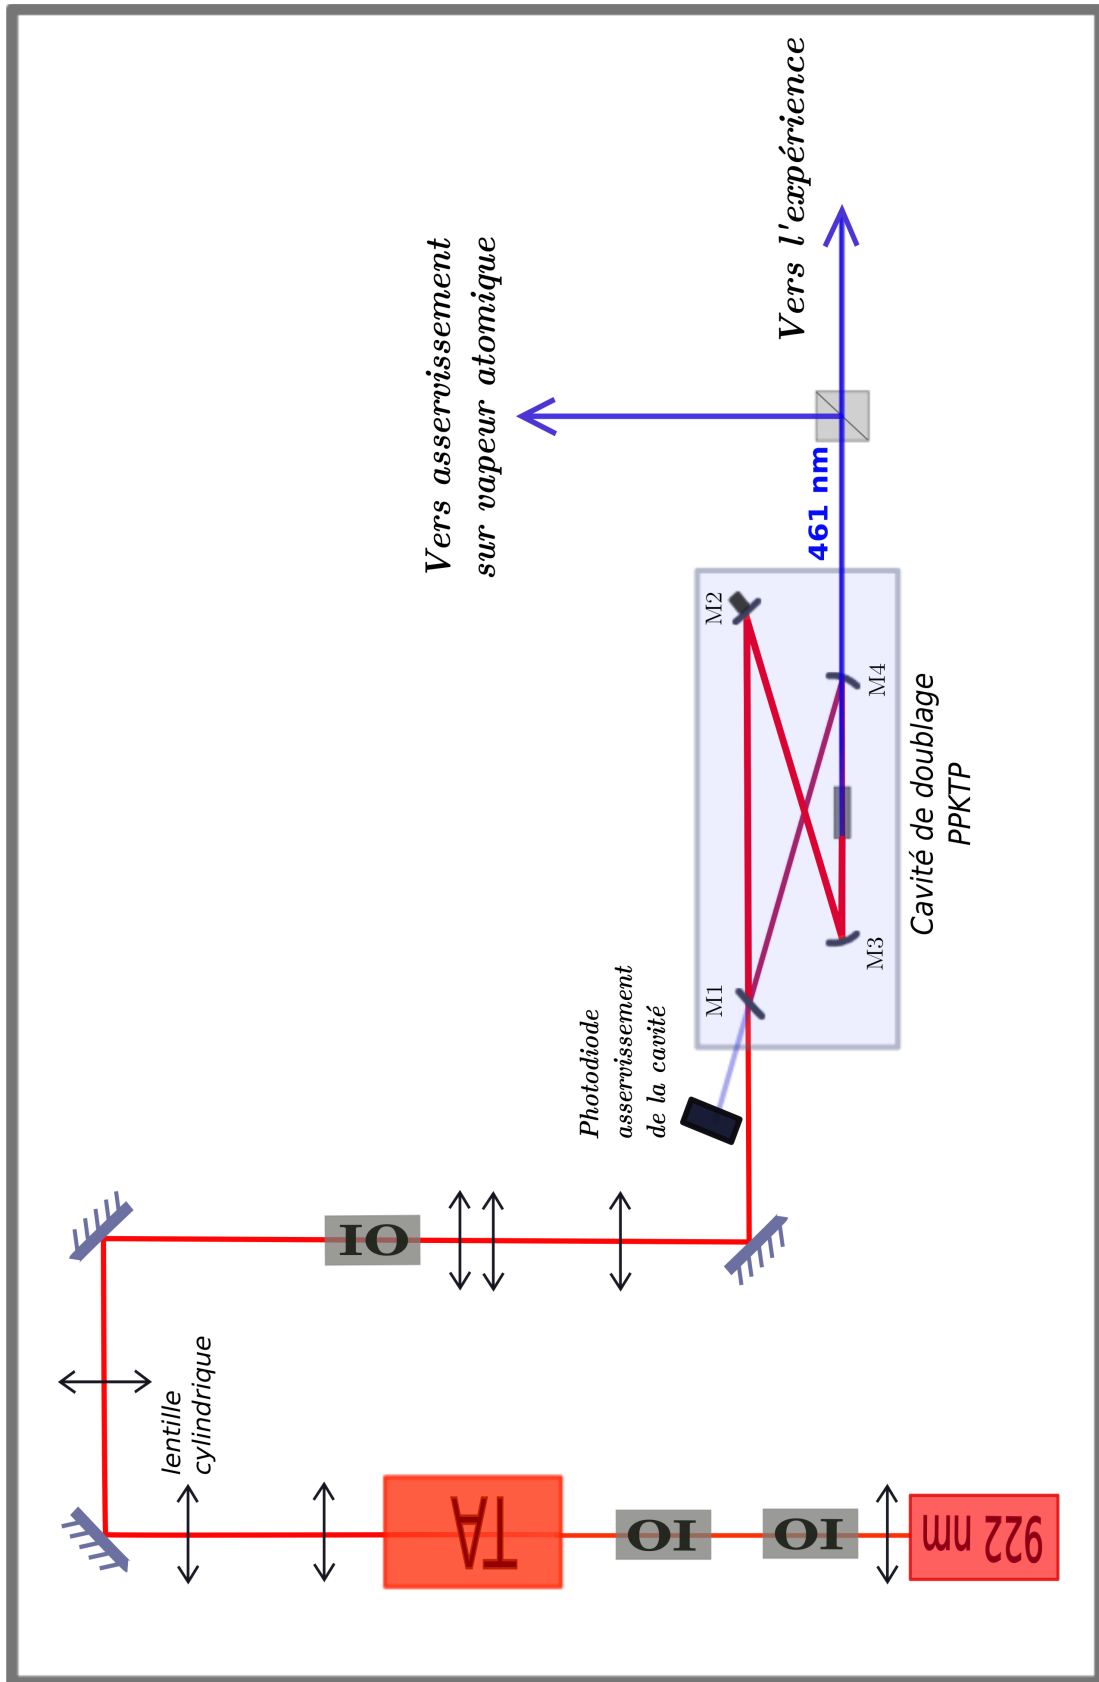 Vers l'expérience
Vers asservissement
sur vapeur atomique
461 nm
M2
M4
M1
M3
Cavité de doublage
PPKTP
Photodiode
asservissement
de la cavité
IO
lentille
cylindrique
TA
IO
IO
922 nm